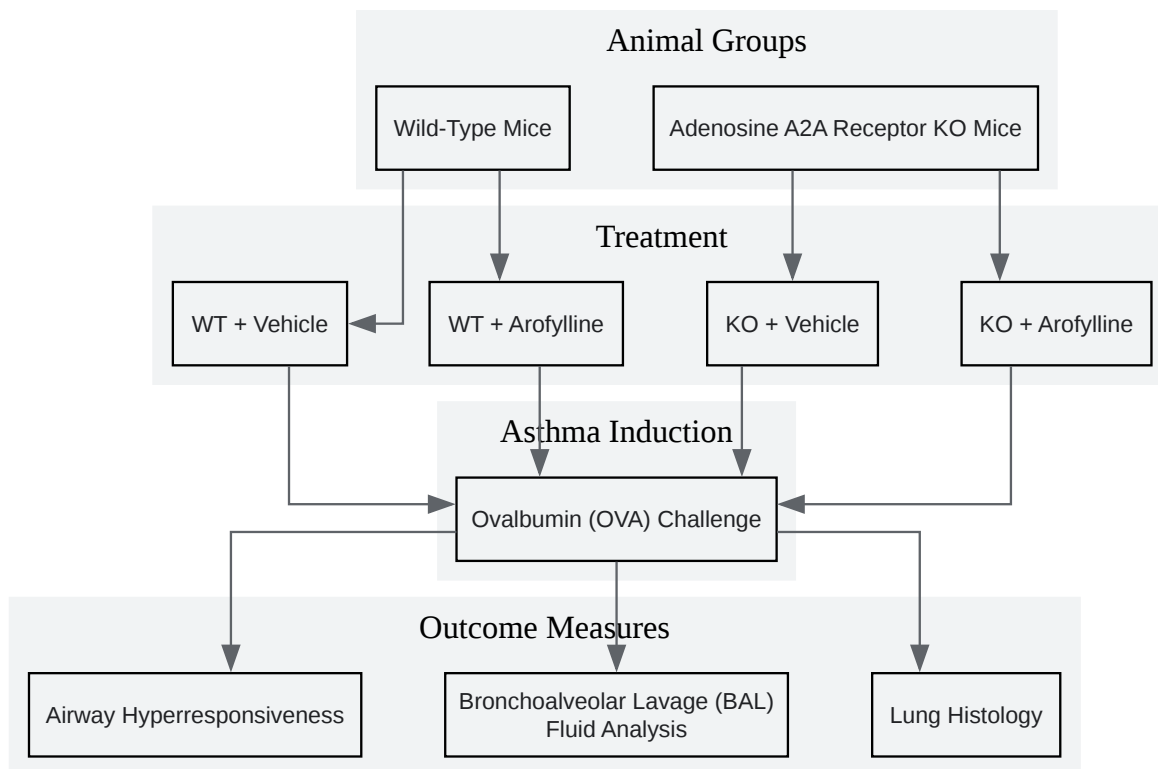 Animal Groups
Wild-Type Mice
Adenosine A2A Receptor KO Mice
Treatment
WT + Vehicle
WT + Arofylline
KO + Vehicle
KO + Arofylline
Asthma Induction
Ovalbumin (OVA) Challenge
Outcome Measures
Airway Hyperresponsiveness
Bronchoalveolar Lavage (BAL)
Fluid Analysis
Lung Histology